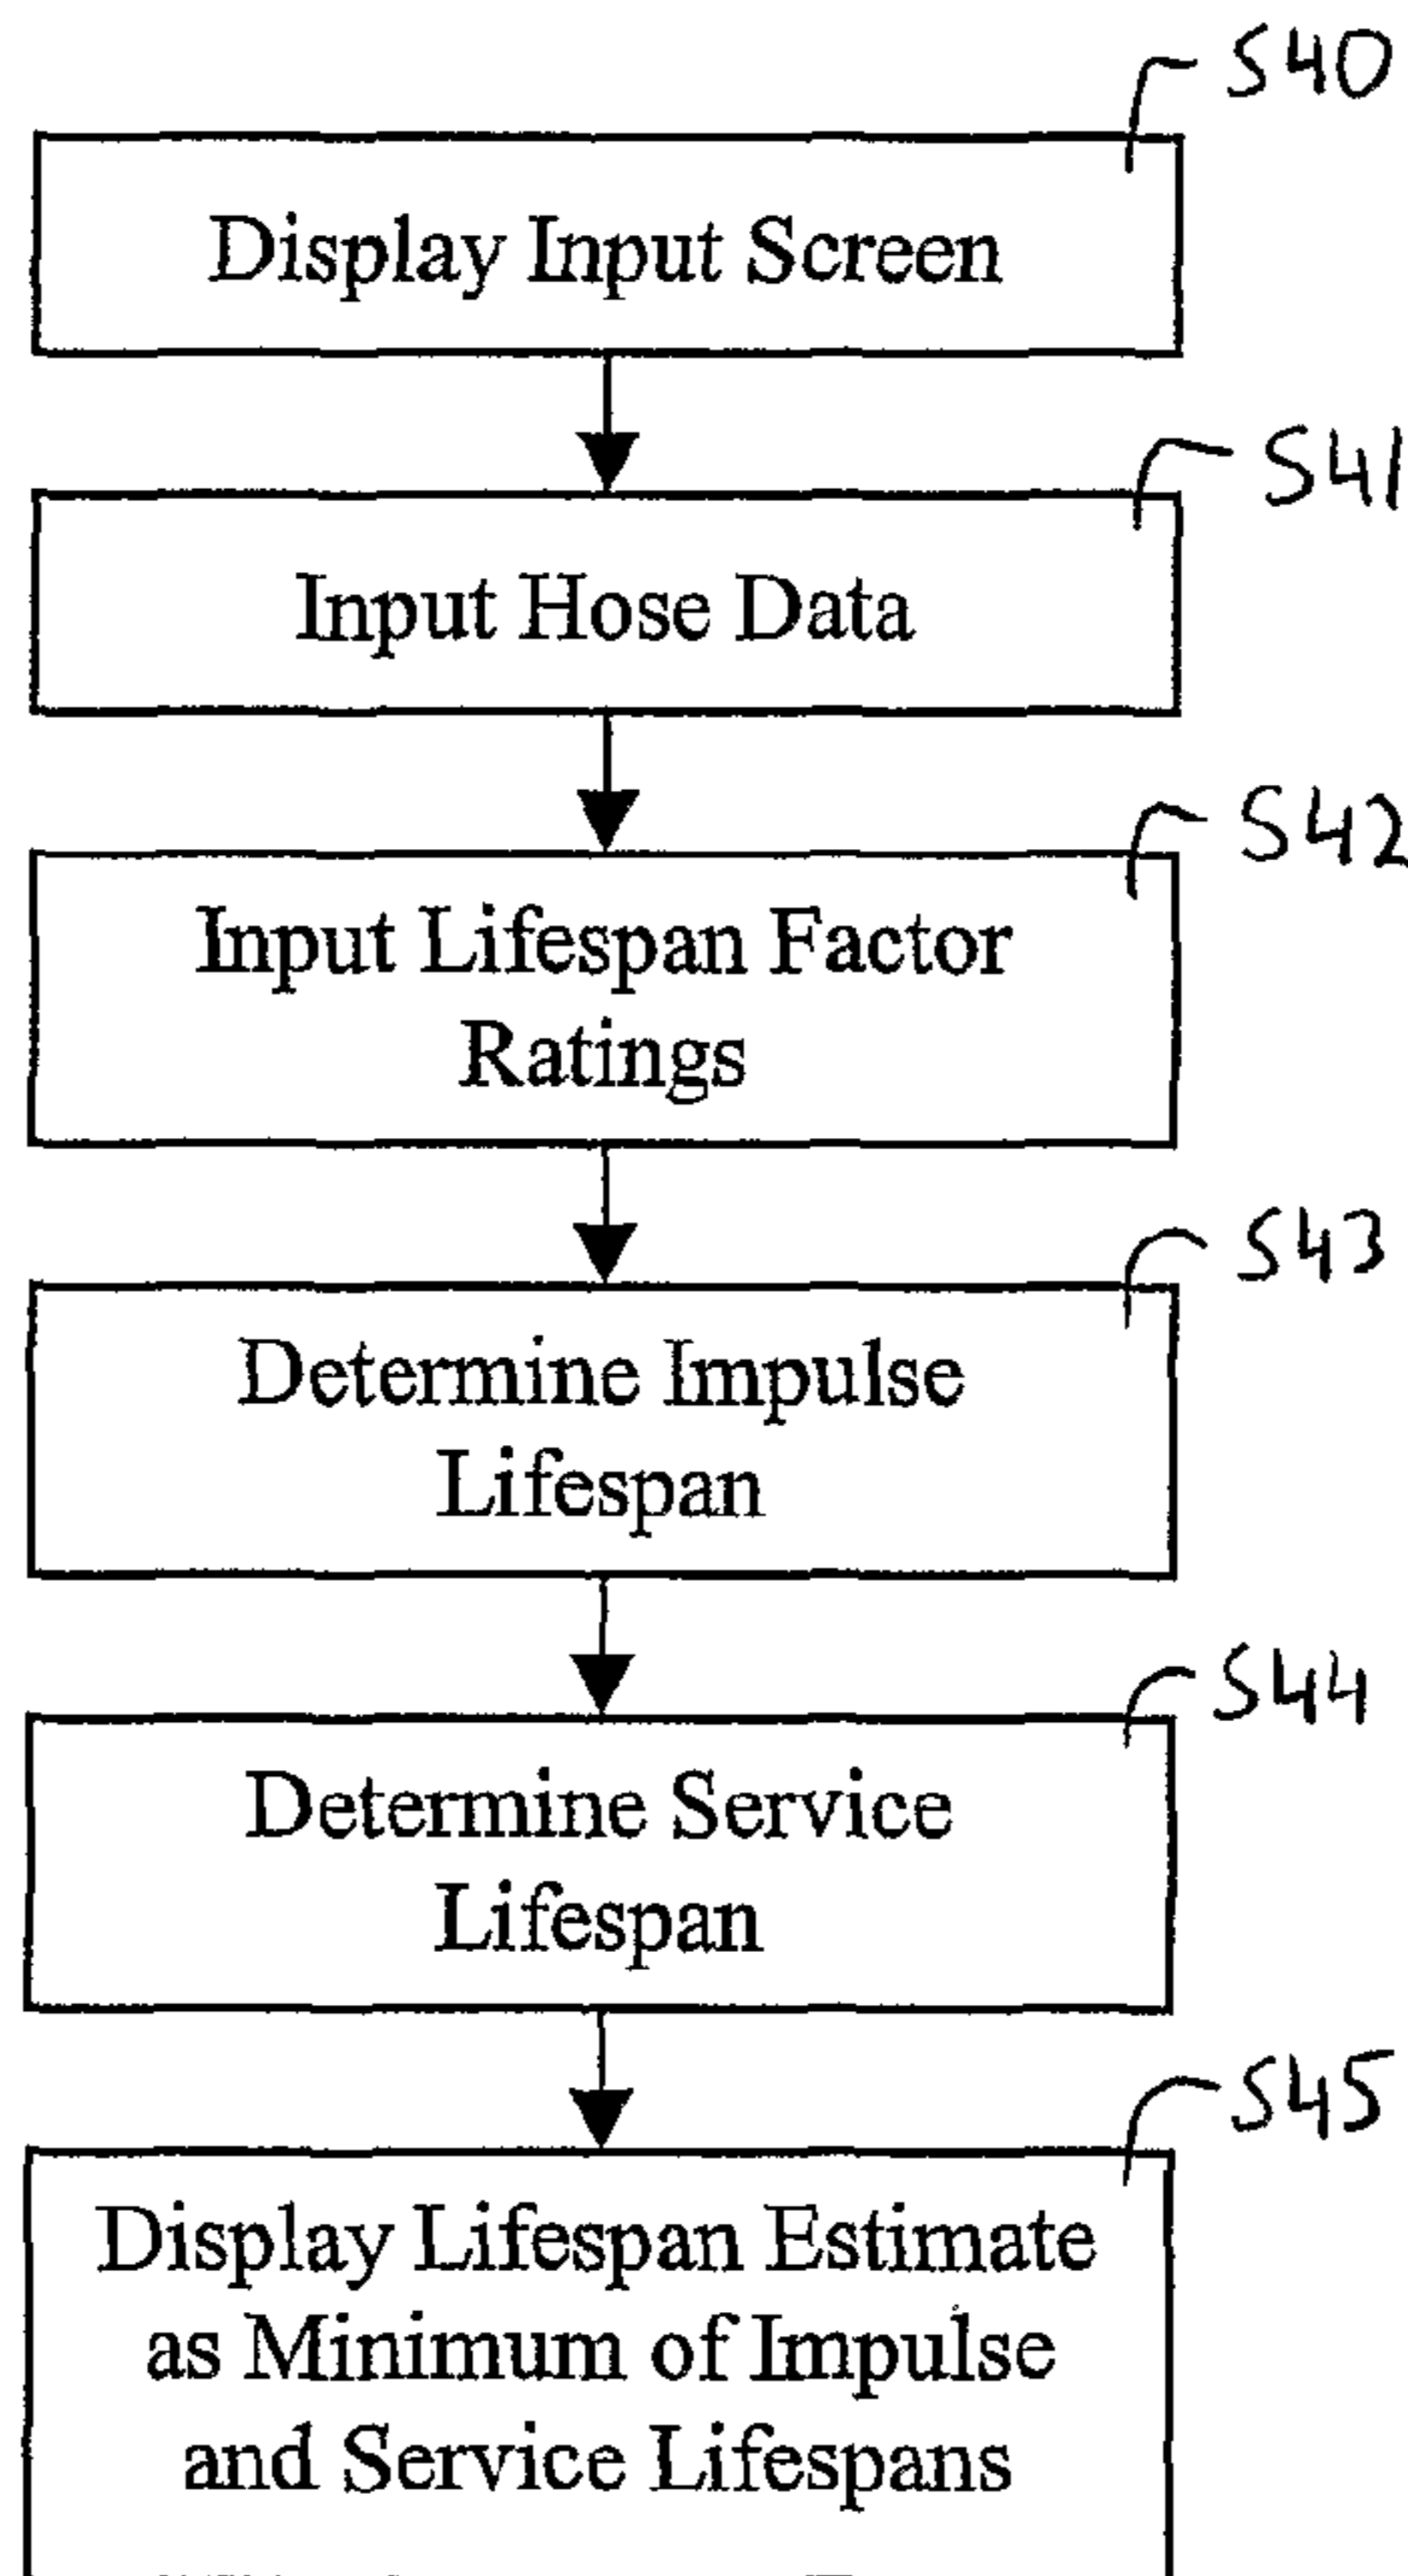 S40
Display Input Screen
S41
Input Hose Data
S42
Input Lifespan Factor
Ratings
S43
Determine Impulse
Lifespan
S44
Determine Service
Lifespan
S45
Display Lifespan Estimate
as Minimum of Impulse
and Service Lifespans